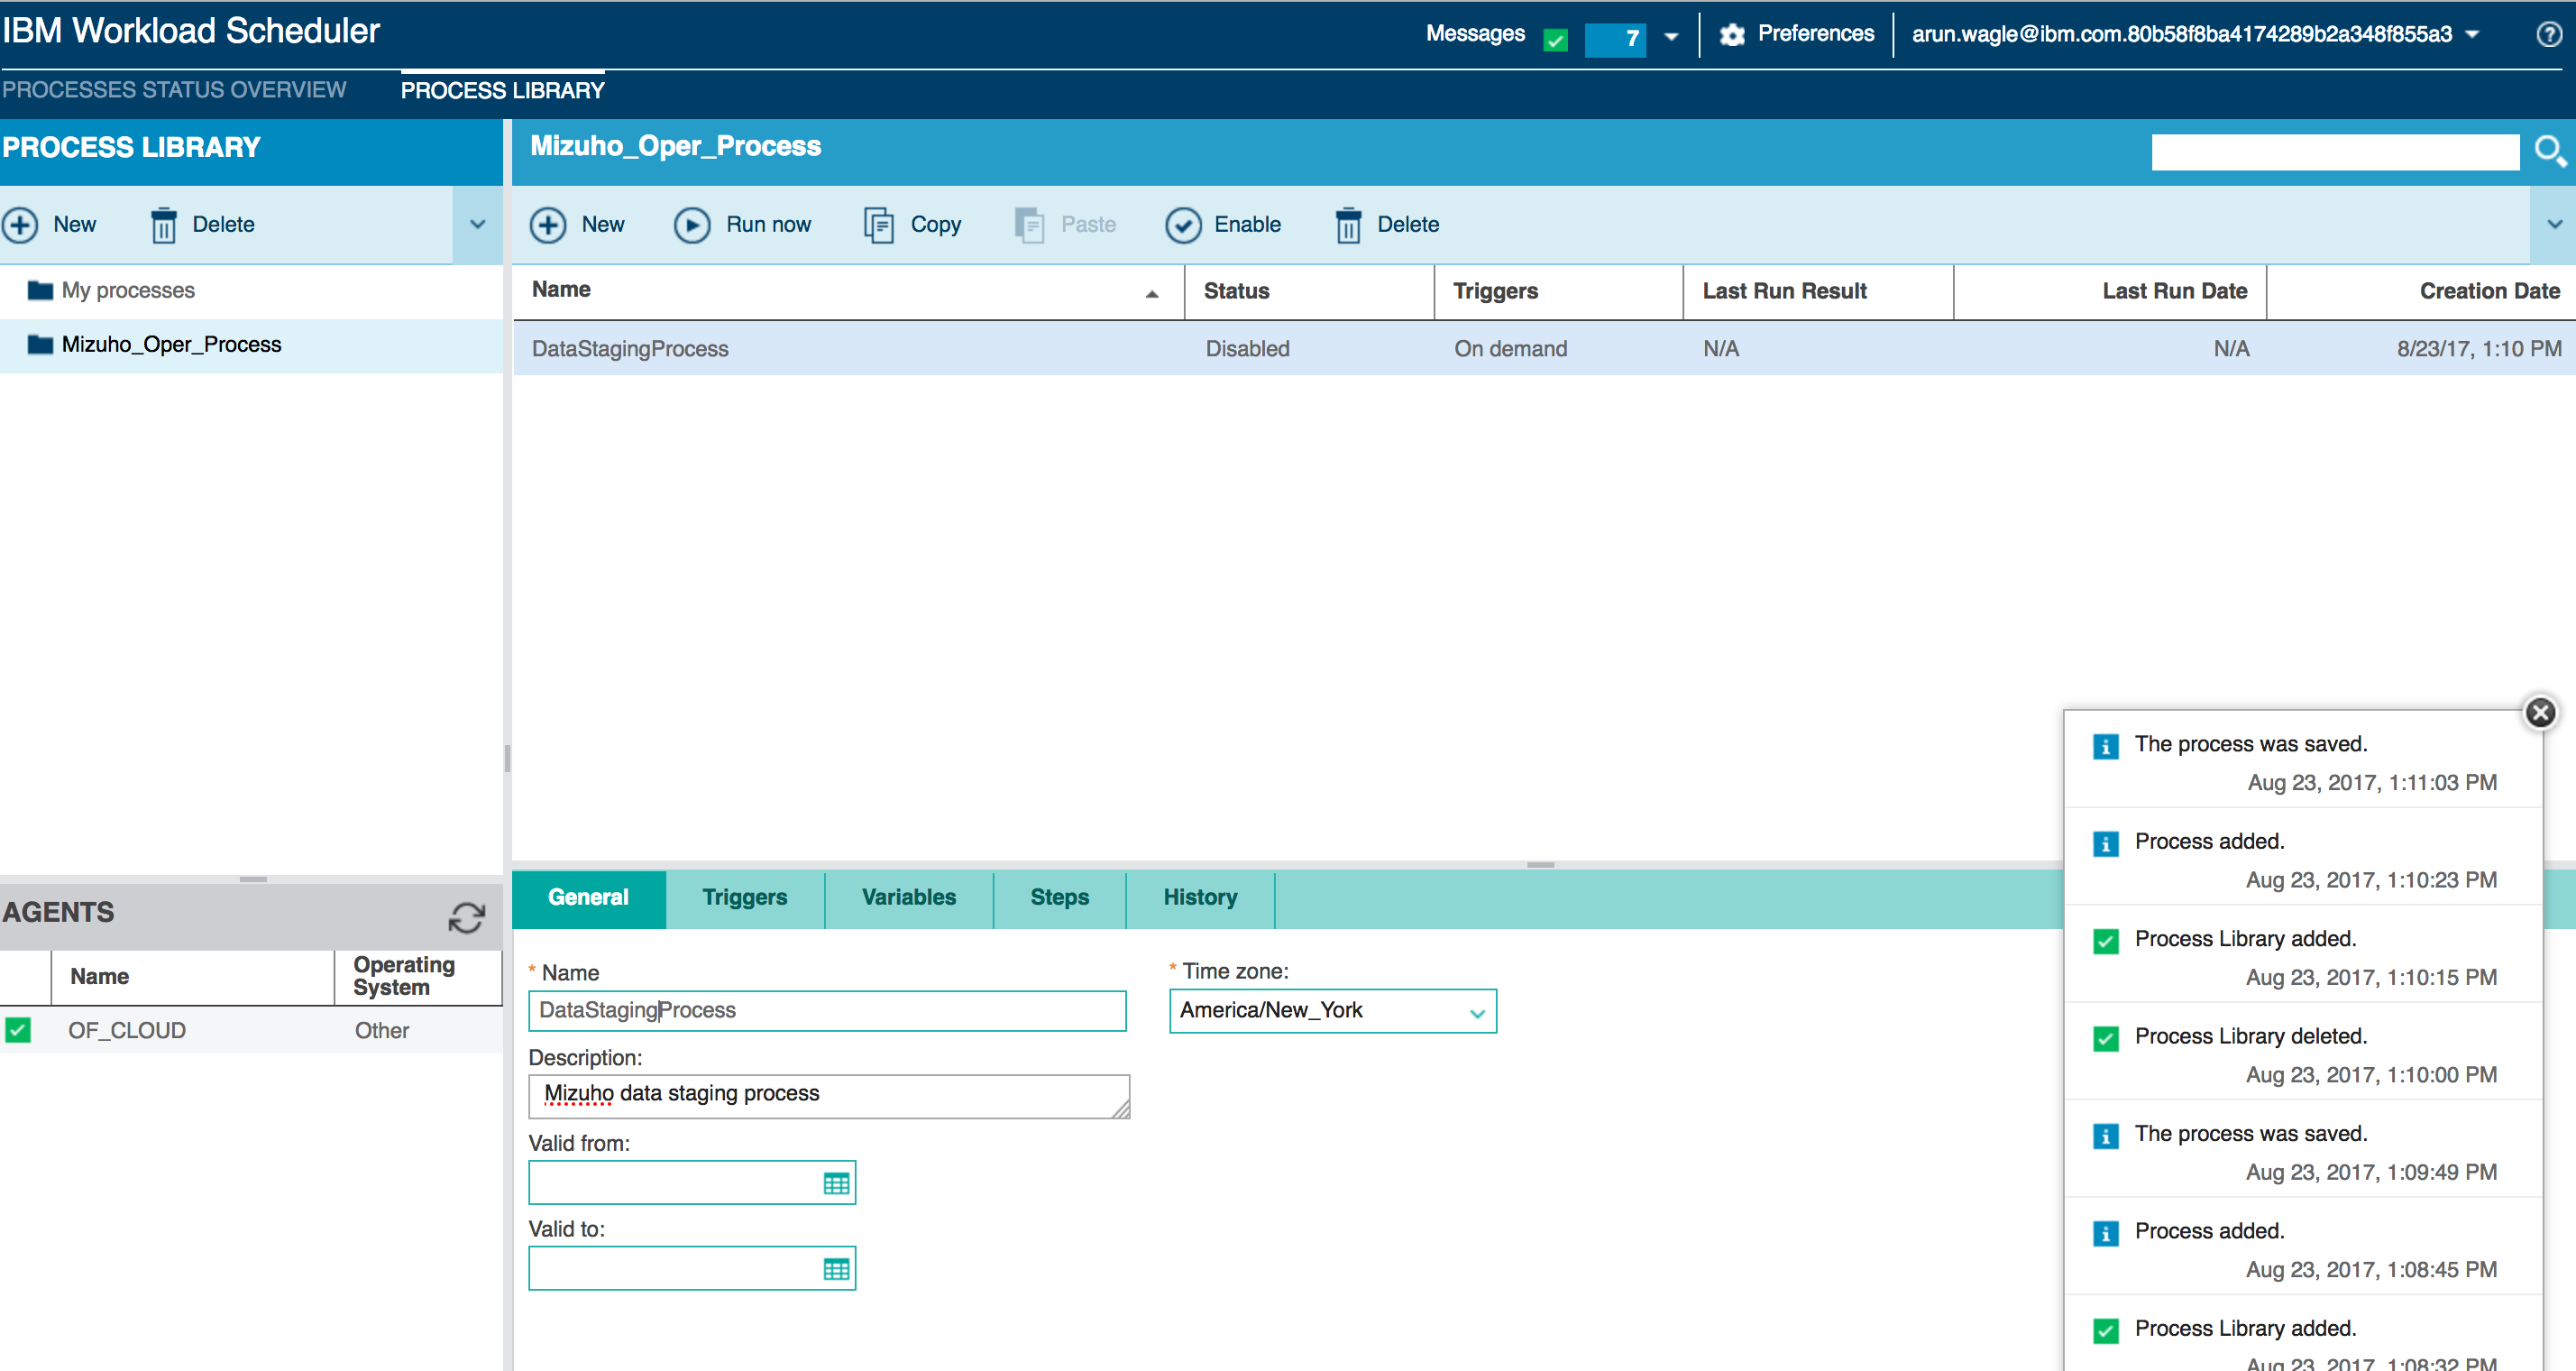 IBM Workload Scheduler
Messages 7 Preferences arun.wagle@ibm.com.80b58f8ba4174289b2a348f855a3
PROCESSES STATUS OVERVIEW PROCESS LIBRARY
PROCESS LIBRARY
New Delete
My processes
Mizuho_Oper_Process
Mizuho_Oper_Process
New Run now Copy Paste Enable Delete
Name Status Triggers Last Run Result Last Run Date Creation Date
DataStagingProcess Disabled On demand N/A N/A 8/23/17, 1:10 PM
AGENTS
Name Operating System
OF_CLOUD Other
General Triggers Variables Steps History
* Name
DataStagingProcess
* Time zone:
America/New_York
Description:
Mizuho data staging process
Valid from:
Valid to:
The process was saved.
Aug 23, 2017, 1:11:03 PM
Process added.
Aug 23, 2017, 1:10:23 PM
Process Library added.
Aug 23, 2017, 1:10:15 PM
Process Library deleted.
Aug 23, 2017, 1:10:00 PM
The process was saved.
Aug 23, 2017, 1:09:49 PM
Process added.
Aug 23, 2017, 1:08:45 PM
Process Library added.
Aug 23, 2017, 1:08:32 PM